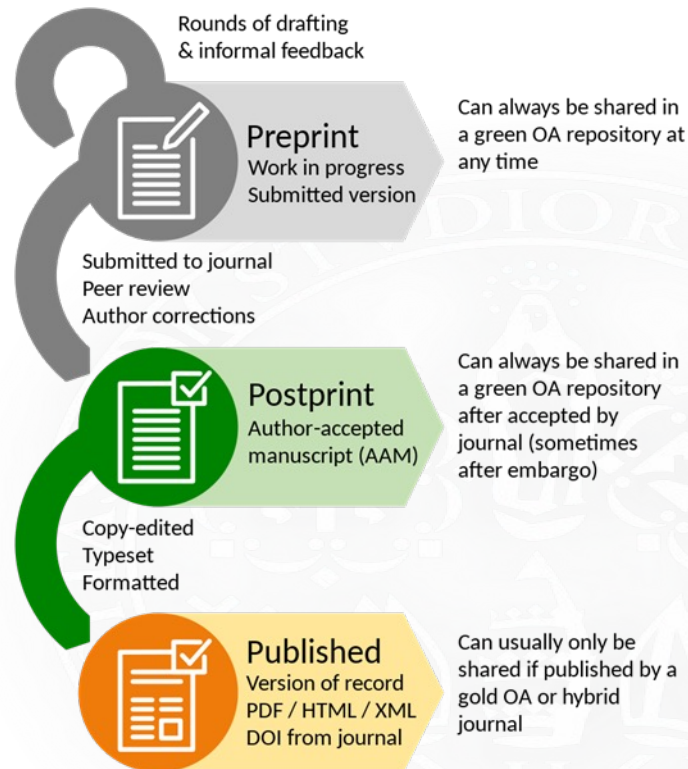 Rounds of drafting
& informal feedback
Preprint
Work in progress
Submitted version
Can always be shared in
a green OA repository at
any time
Submitted to journal
Peer review
Author corrections
Postprint
Author-accepted
manuscript (AAM)
Can always be shared in
a green OA repository
after accepted by
journal (sometimes
after embargo)
Copy-edited
Typeset
Formatted
Published
Version of record
PDF / HTML / XML
DOI from journal
Can usually only be
shared if published by a
gold OA or hybrid
journal